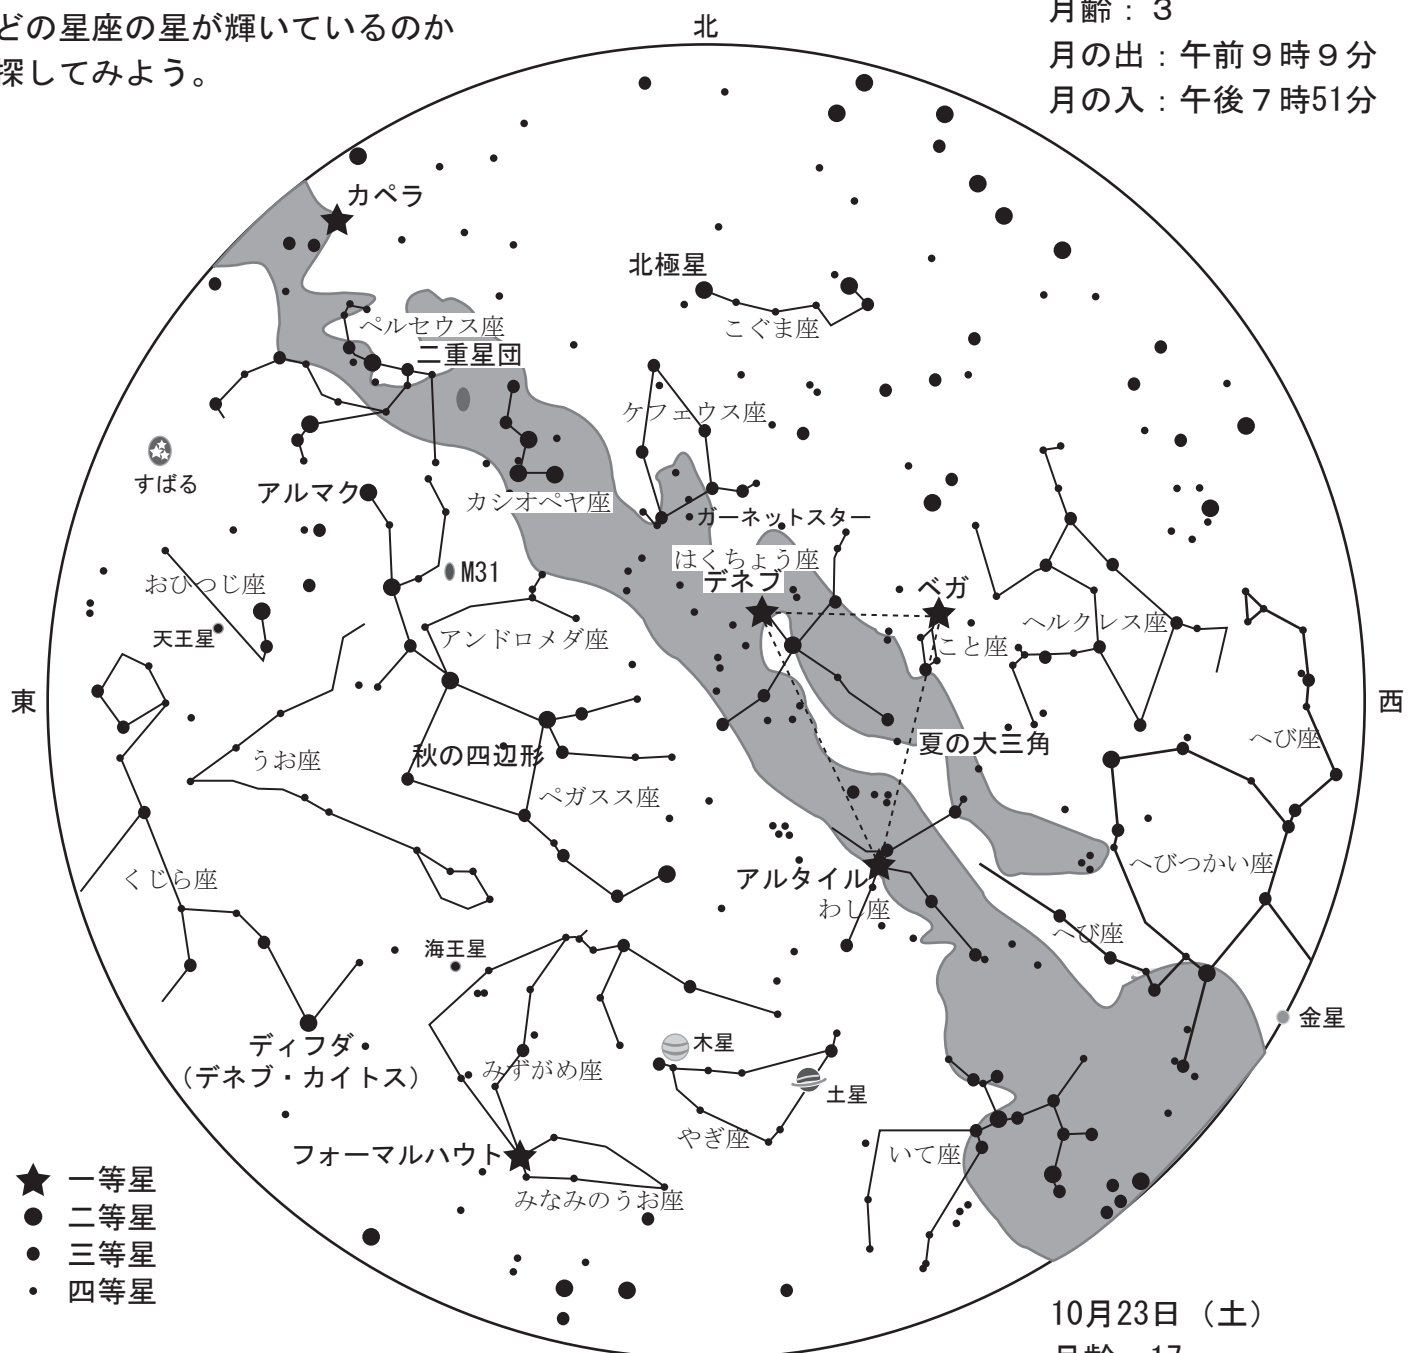 どの星座の星が輝いているのか
探してみよう。
北
月齢：３
月の出：午前９時９分
月の入：午後７時51分
カペラ
北極星
こぐま座
ペルセウス座
二重星団
ケフェウス座
すばる
アルマク
カシオペヤ座
ガーネットスター
はくちょう座
デネブ
ベガ
M31
おひつじ座
天王星
アンドロメダ座
こと座
ヘルクレス座
東
西
うお座
秋の四辺形
夏の大三角
へび座
ペガスス座
くじら座
アルタイル
わし座
へびつかい座
へび座
海王星
金星
ディフダ
（デネブ・カイトス）
みずがめ座
木星
土星
やぎ座
いて座
フォーマルハウト
みなみのうお座
一等星
二等星
三等星
四等星
10月23日（土）